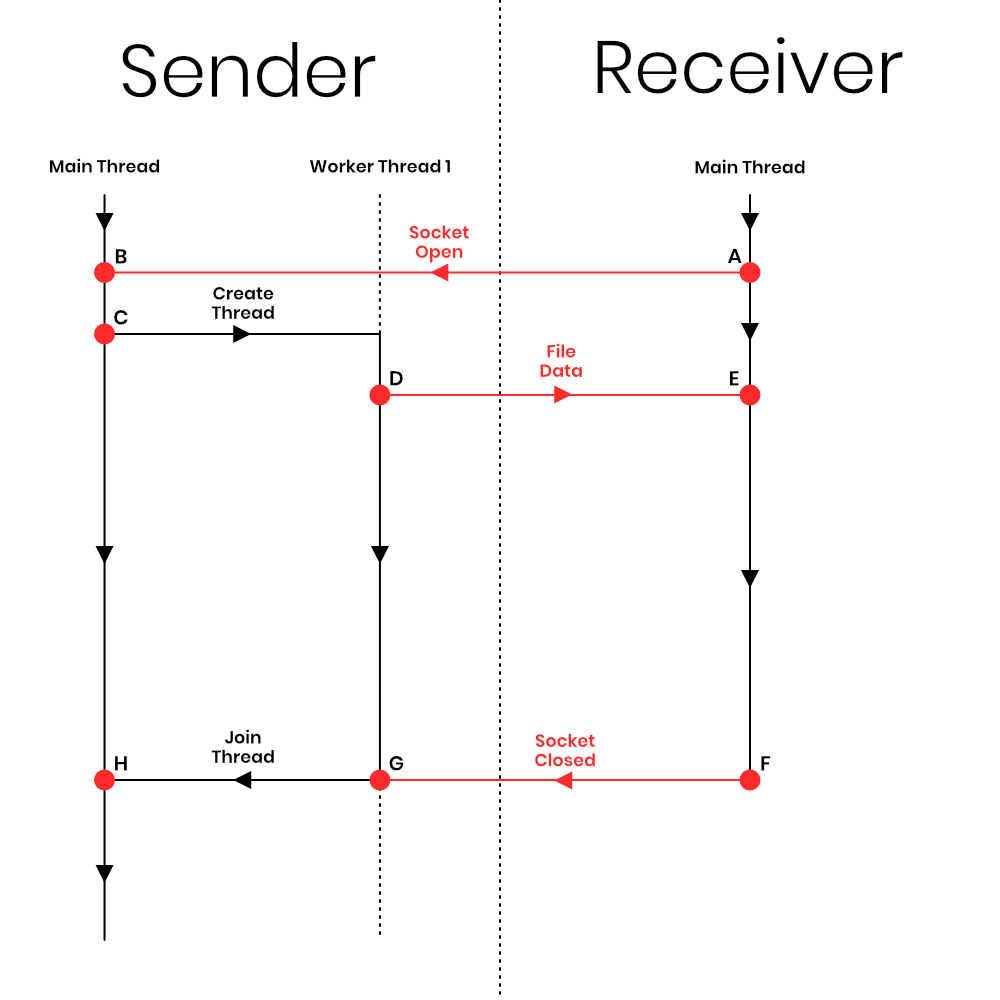 Sender
Receiver
Main Thread
Worker Thread 1
Main Thread
Socket
Open
B
A
Create
Thread
C
File
Data
D
E
Join
Thread
Socket
Closed
H
G
F